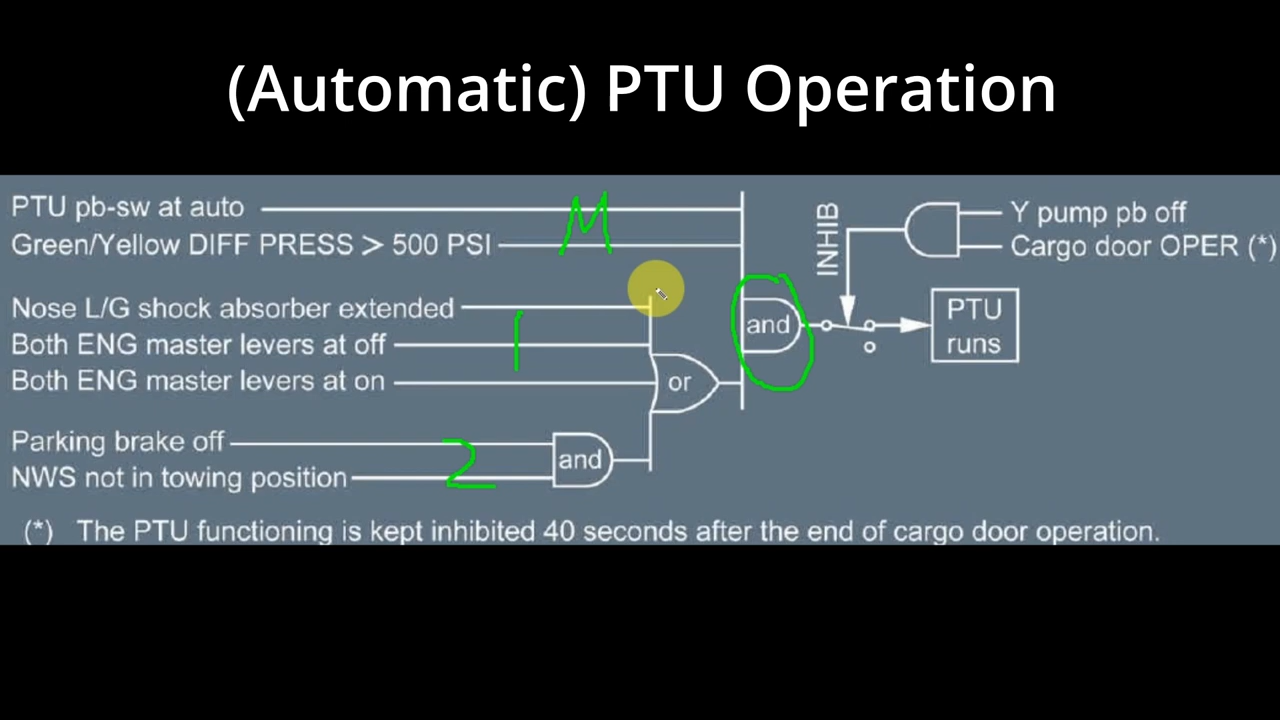 (Automatic) PTU Operation
PTU pb-sw at auto
Green/Yellow DIFF PRESS > 500 PSI
M
Nose L/G shock absorber extended
Both ENG master levers at off
Both ENG master levers at on
1
or
Parking brake off
NWS not in towing position
2
and
and
INHIB
Y pump pb off
Cargo door OPER (*)
PTU
runs
(*) The PTU functioning is kept inhibited 40 seconds after the end of cargo door operation.